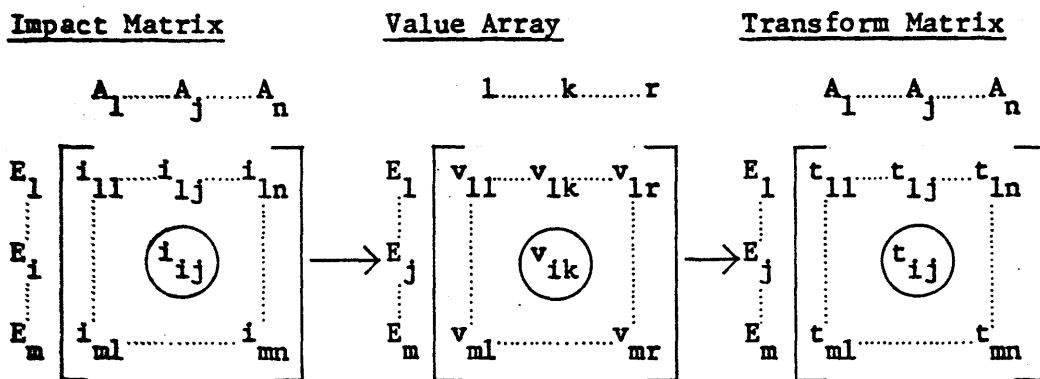 Impact Matrix Value Array Transform Matrix
A1.......Aj.......An 1.........k.........r A1.......Aj.......An
E1 i11.......i1j.......i1n E1 v11.......v1k.......v1r E1 t11.......t1j.......t1n
Ei iij Ej vik Ej tij
Em im1..............imn Em vm1..............vmr Em tm1..............tmn